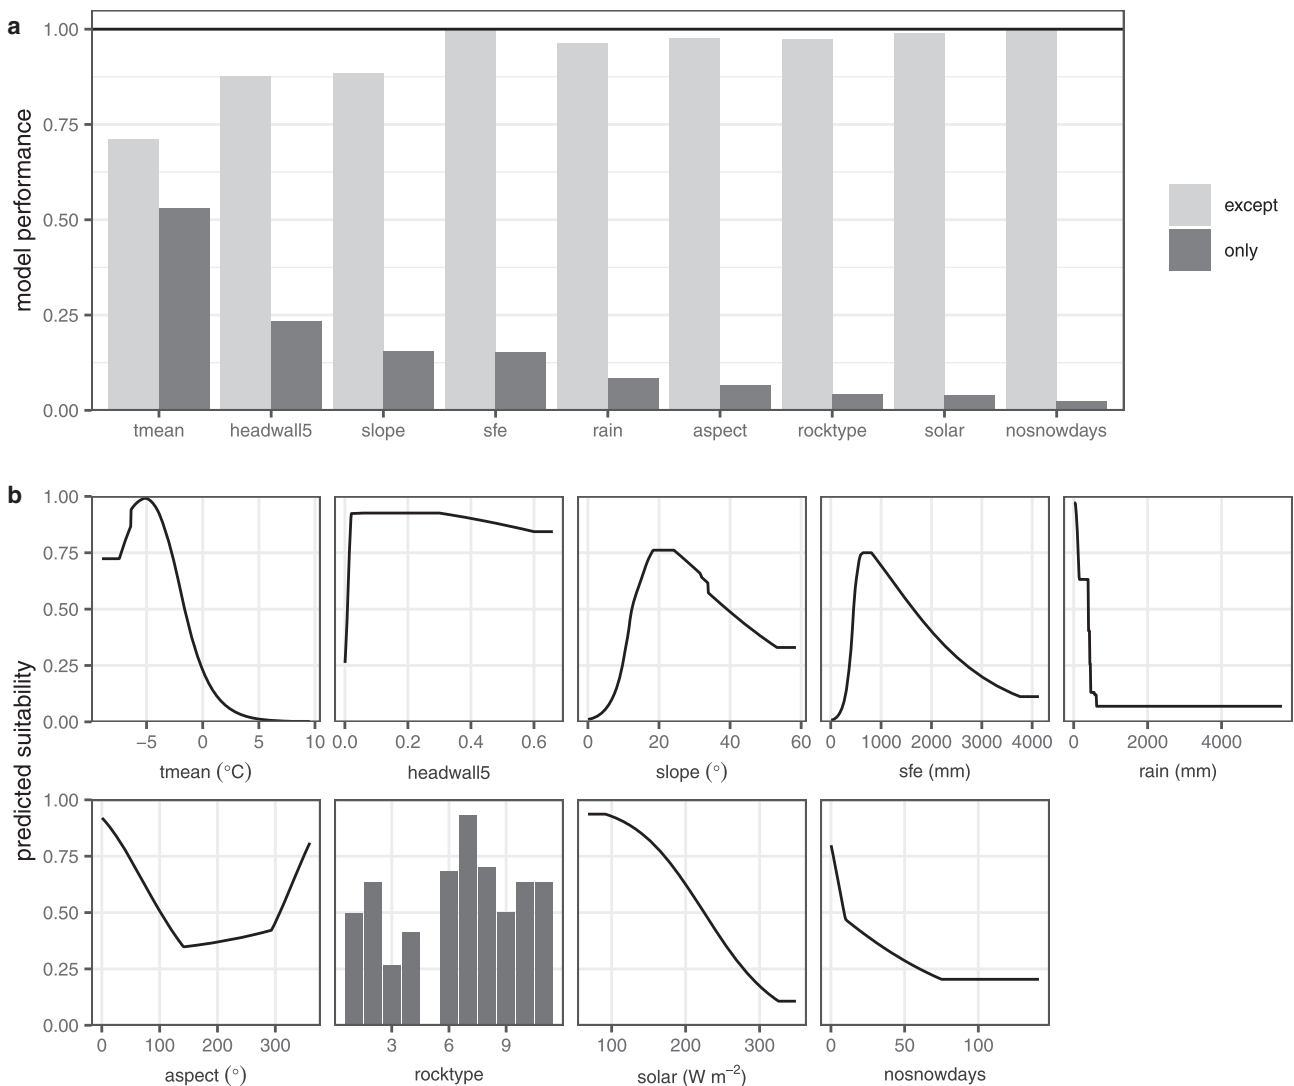 a
model performance
1.00
0.75
0.50
0.25
0.00
tmean headwall5 slope sfe rain aspect rocktype solar nosnowdays
except
only
b
predicted suitability
1.00
0.75
0.50
0.25
0.00
−5 0 5 10 0.0 0.2 0.4 0.6 0 20 40 60 0 1000 2000 3000 4000 0 2000 4000
tmean (°C) headwall5 slope (°) sfe (mm) rain (mm)
1.00
0.75
0.50
0.25
0.00
0 100 200 300 3 6 9 100 200 300 0 50 100
aspect (°) rocktype solar (W m⁻²) nosnowdays